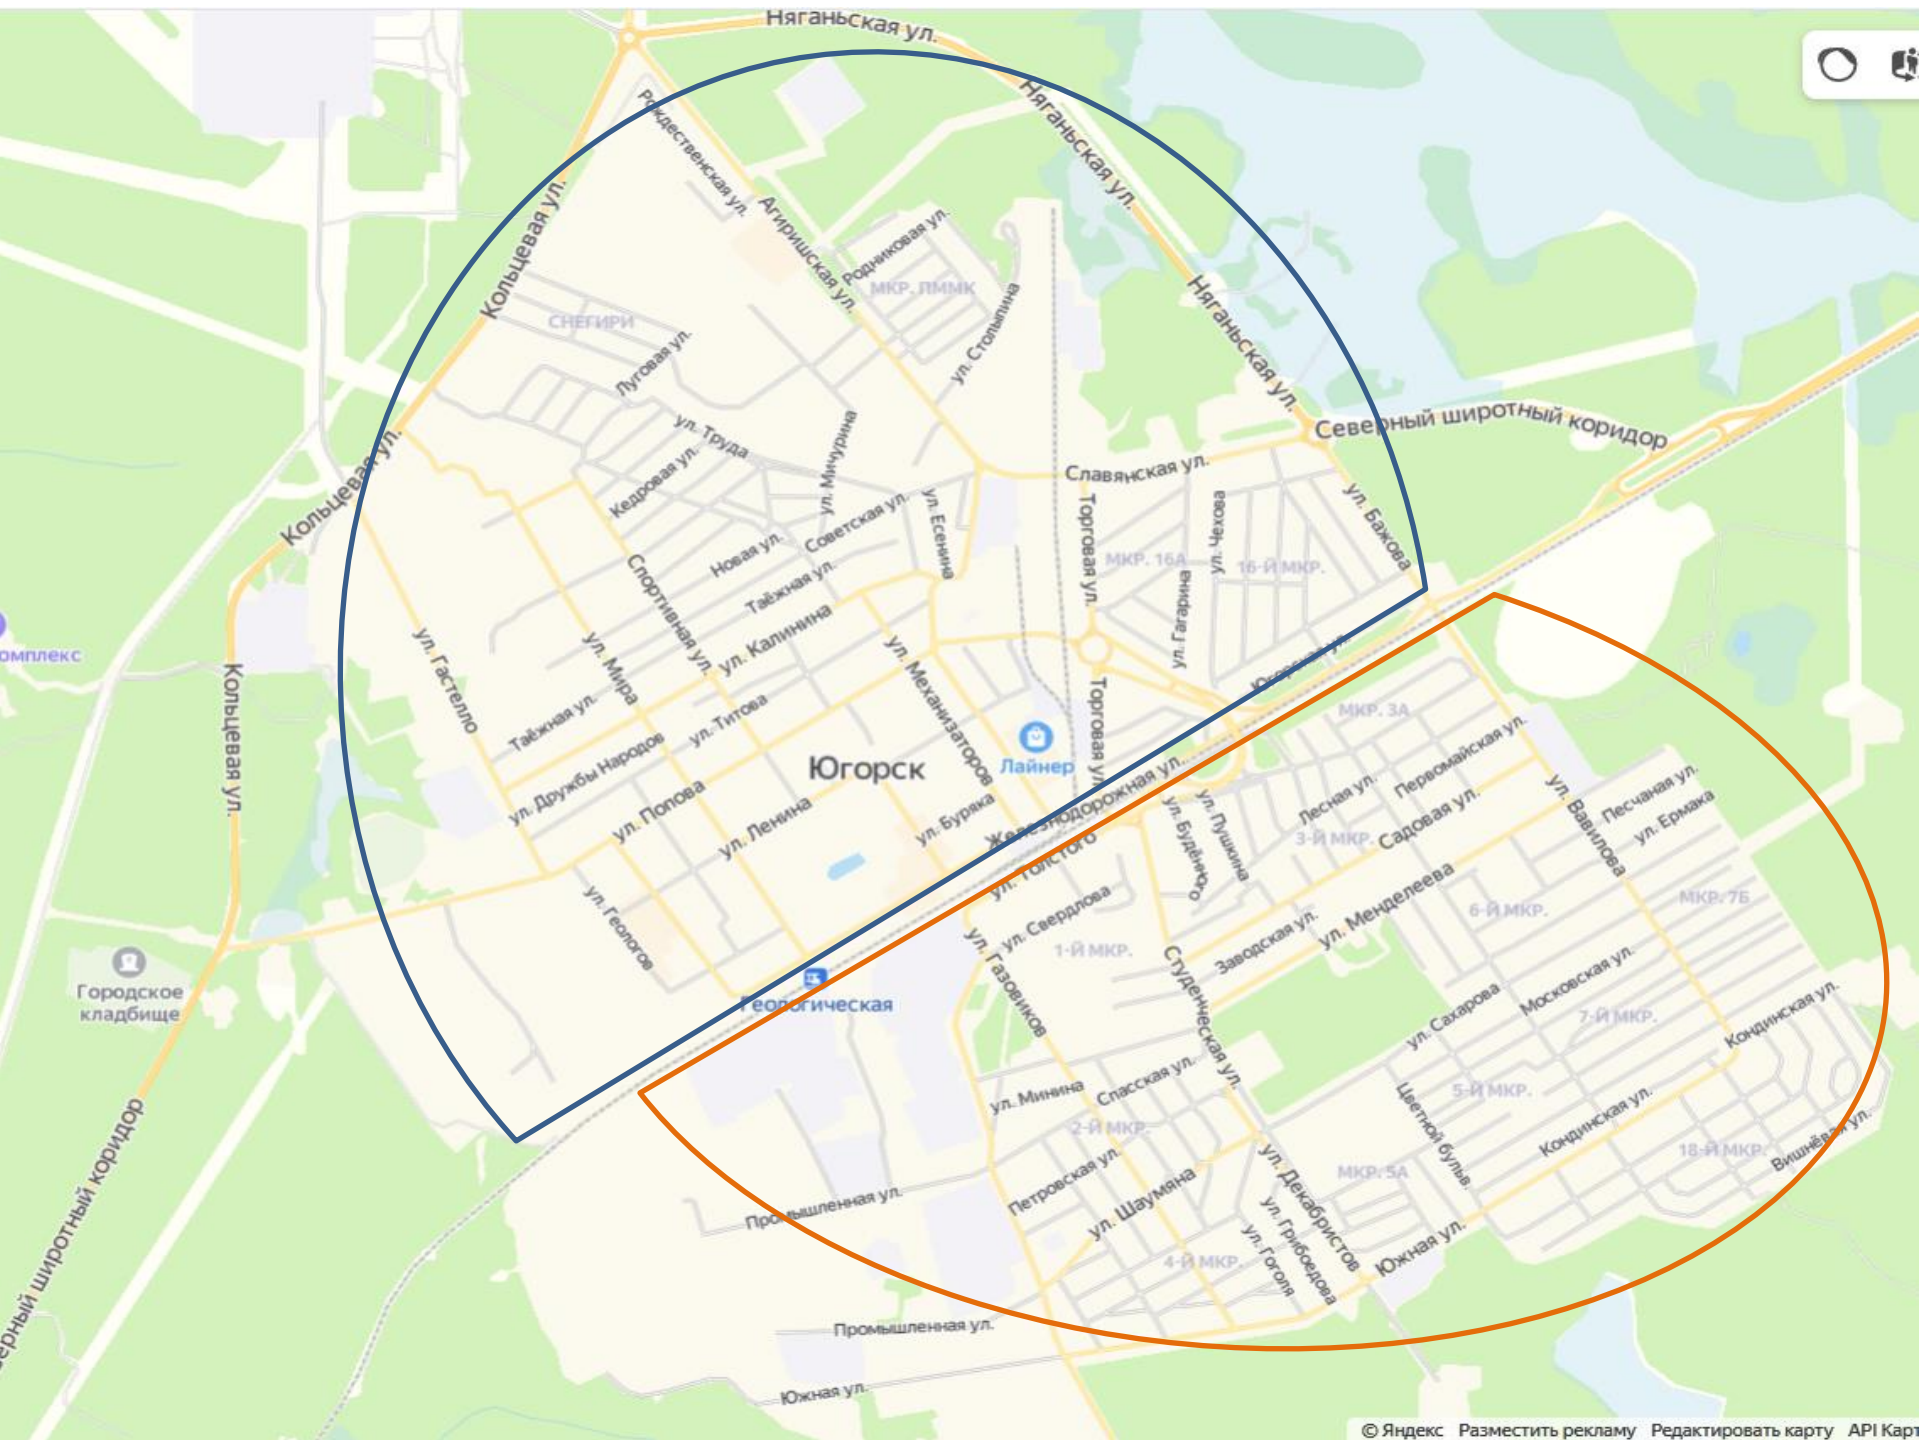 Няганьская ул.
Няганьская ул.
Рождественская ул.
Кольцевая ул.
Агиришская ул.
Родниковая ул.
МКР. ПММК
СНЕГИРИ
ул. Столыпина
Няганьская ул.
Луговая ул.
Северный широтный коридор
ул. Труда
ул. Мичурина
Кедровая ул.
Славянская ул.
Кольцевая ул.
Кольцевая ул.
Советская ул.
ул. Есенина
Торговая ул.
ул. Чехова
ул. Бажова
МКР. 16А
16-Й МКР.
Новая ул.
Таёжная ул.
Спортивная ул.
ул. Калинина
ул. Гагарина
омплекс
ул. Гастелло
ул. Мира
ул. Механизаторов
Югорская ул.
Кольцевая ул.
Таёжная ул.
ул. Титова
Торговая ул.
МКР. 3А
ул. Дружбы Народов
Югорск
Лайнер
Первомайская ул.
ул. Попова
ул. Ленина
ул. Буряка
Железнодорожная ул.
ул. Толстого
Лесная ул.
Садовая ул.
3-Й МКР.
ул. Вавилова
Песчаная ул.
ул. Ермака
ул. Будённого
ул. Пушкина
ул. Геологов
ул. Свердлова
1-Й МКР.
Заводская ул.
ул. Менделеева
6-Й МКР.
МКР. 7Б
Городское
кладбище
Геологическая
ул. Газовиков
Студенческая ул.
ул. Сахарова
Московская ул.
7-Й МКР.
Кондинская ул.
ул. Минина
Спасская ул.
2-Й МКР.
Цветной бульв.
5-Й МКР.
Кондинская ул.
18-Й МКР.
Вишнёвая ул.
ерный широтный коридор
Промышленная ул.
Петровская ул.
ул. Шаумяна
ул. Декабристов
МКР. 5А
ул. Грибоедова
ул. Гоголя
4-Й МКР.
Южная ул.
Промышленная ул.
Южная ул.
© Яндекс Разместить рекламу Редактировать карту API Карт